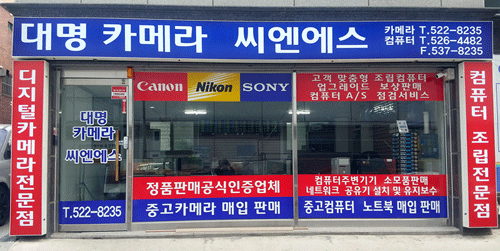 대명 카메라 씨엔에스
카메라 T.522-8235
컴퓨터 T.526-4482
F.537-8235
디지털카메라전문점
대명
카메라
씨엔에스
T.522-8235
Canon Nikon SONY
정품판매공식인증업체
중고카메라 매입 판매
고객 맞춤형 조립컴퓨터
업그레이드 보상판매
컴퓨터 A/S 점검서비스
컴퓨터주변기기 소모품판매
네트워크 공유기 설치 및 유지보수
중고컴퓨터 노트북 매입 판매
컴퓨터 조립전문점